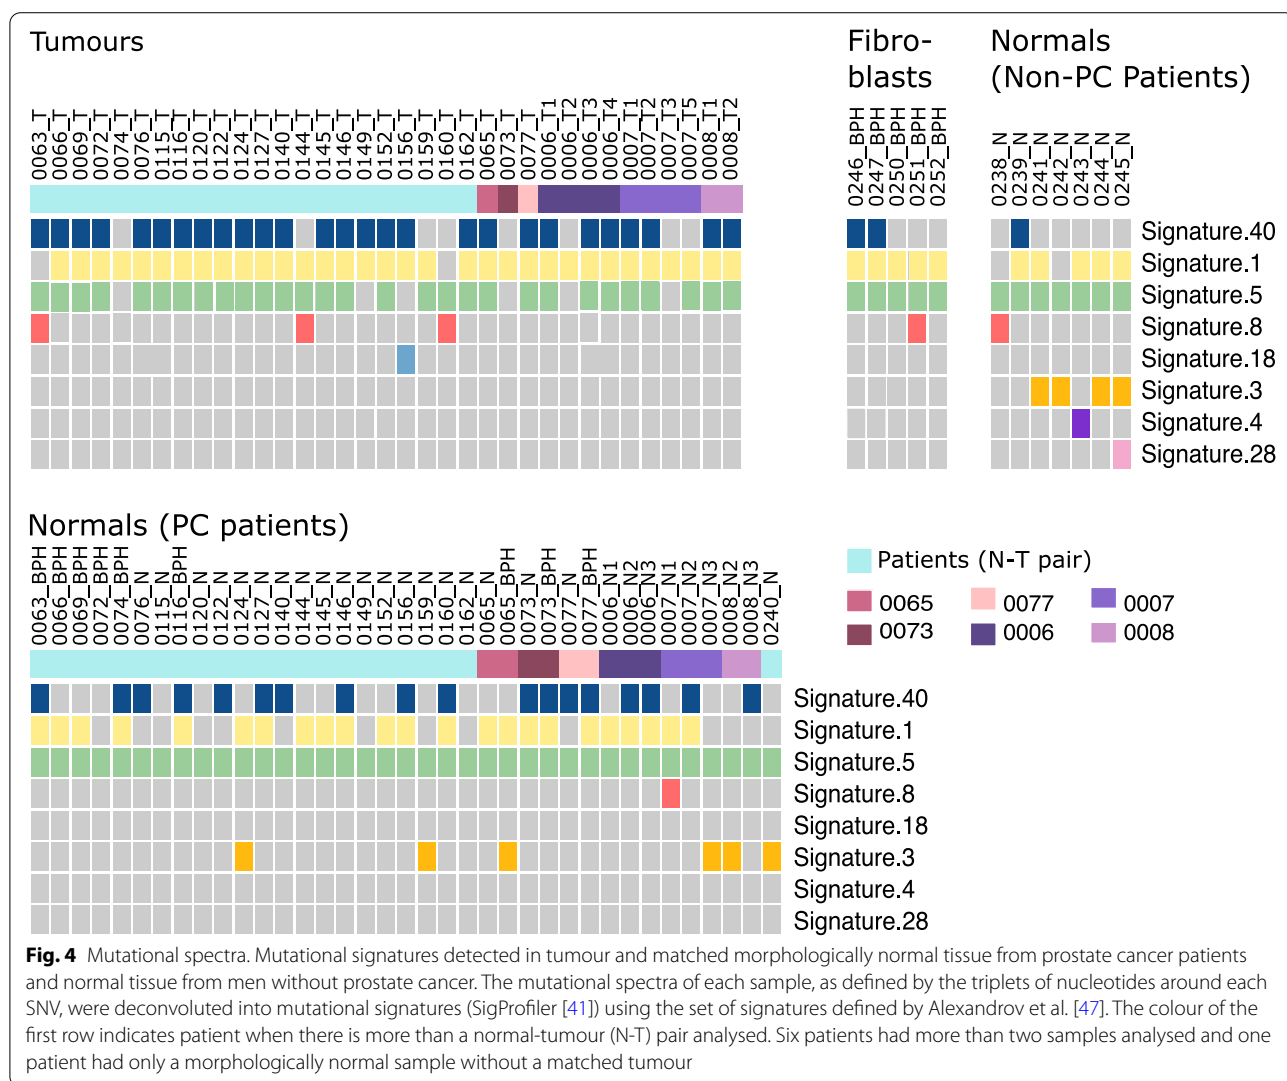 Tumours
Fibro-
blasts
Normals
(Non-PC Patients)
0063_T
0066_T
0069_T
0072_T
0074_T
0076_T
0115_T
0116_T
0120_T
0122_T
0124_T
0127_T
0140_T
0144_T
0145_T
0146_T
0149_T
0152_T
0156_T
0159_T
0160_T
0162_T
0065_T
0073_T
0077_T
0006_T1
0006_T2
0006_T3
0006_T4
0007_T1
0007_T2
0007_T3
0007_T5
0008_T1
0008_T2
0246_BPH
0247_BPH
0250_BPH
0251_BPH
0252_BPH
0238_N
0239_N
0241_N
0242_N
0243_N
0244_N
0245_N
Signature.40
Signature.1
Signature.5
Signature.8
Signature.18
Signature.3
Signature.4
Signature.28
Normals (PC patients)
0063_BPH
0066_BPH
0069_BPH
0072_BPH
0074_BPH
0076_N
0115_N
0116_BPH
0120_N
0122_N
0124_N
0127_N
0140_N
0144_N
0145_N
0146_N
0149_N
0152_N
0156_N
0159_N
0160_N
0162_N
0065_N
0065_BPH
0073_N
0073_BPH
0077_N
0077_BPH
0006_N1
0006_N2
0006_N3
0007_N1
0007_N2
0007_N3
0008_N2
0008_N3
0240_N
Patients (N-T pair)
0065
0077
0007
0073
0006
0008
Signature.40
Signature.1
Signature.5
Signature.8
Signature.18
Signature.3
Signature.4
Signature.28
Fig. 4 Mutational spectra. Mutational signatures detected in tumour and matched morphologically normal tissue from prostate cancer patients
and normal tissue from men without prostate cancer. The mutational spectra of each sample, as defined by the triplets of nucleotides around each
SNV, were deconvoluted into mutational signatures (SigProfiler [41]) using the set of signatures defined by Alexandrov et al. [47]. The colour of the
first row indicates patient when there is more than a normal-tumour (N-T) pair analysed. Six patients had more than two samples analysed and one
patient had only a morphologically normal sample without a matched tumour